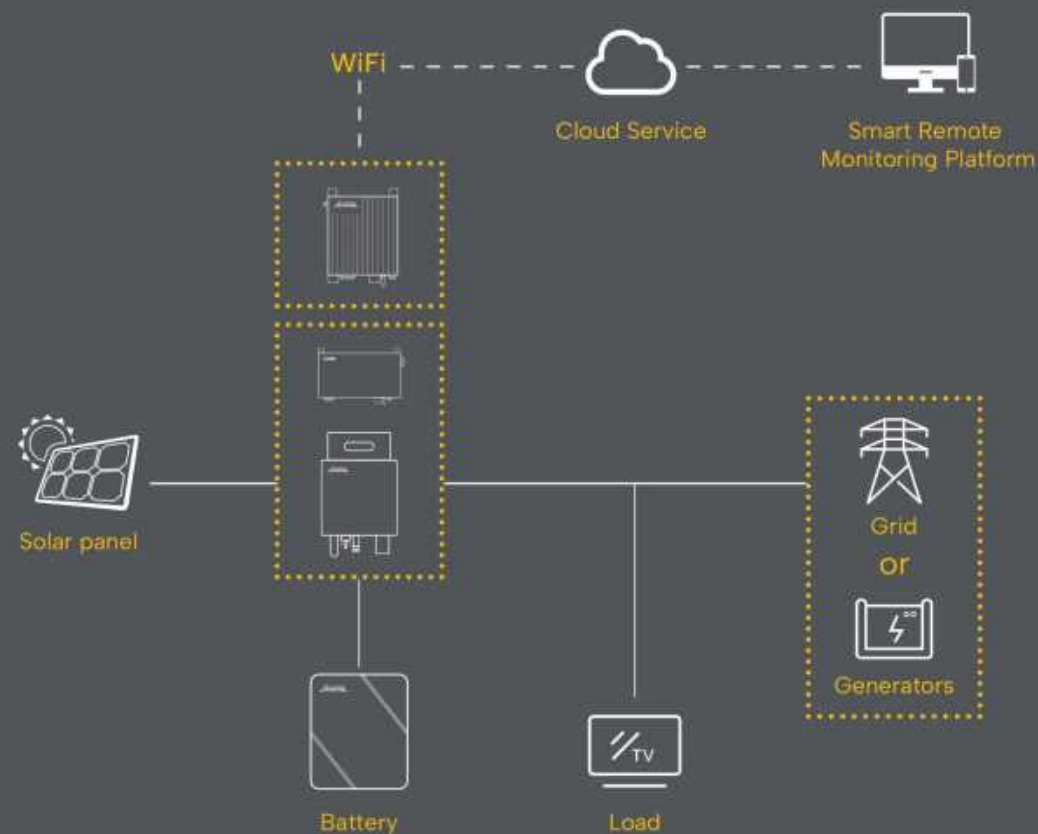 WiFi
Cloud Service
Smart Remote
Monitoring Platform
Solar panel
Grid
or
Generators
TV
Battery
Load